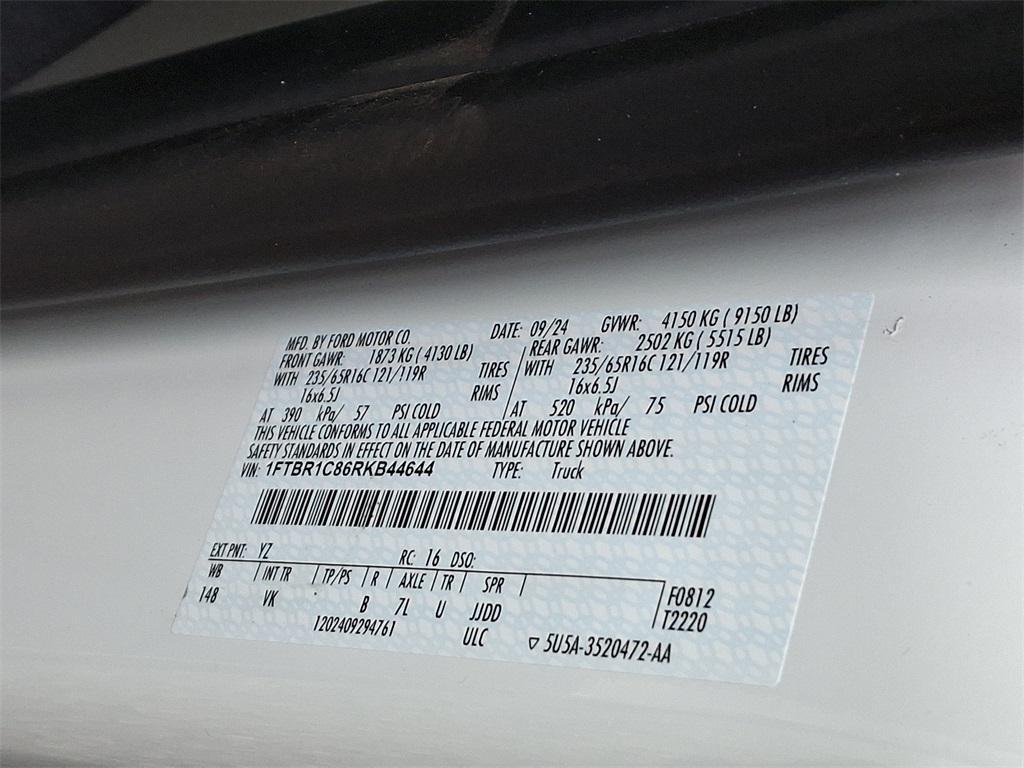 MFD. BY FORD MOTOR CO. DATE: 09/24 GVWR: 4150 KG ( 9150 LB)
FRONT GAWR: 1873 KG ( 4130 LB) REAR GAWR: 2502 KG ( 5515 LB)
WITH 235/65R16C 121/119R TIRES WITH 235/65R16C 121/119R TIRES
16x6.5J RIMS 16x6.5J RIMS
AT 390 kPa/ 57 PSI COLD AT 520 kPa/ 75 PSI COLD
THIS VEHICLE CONFORMS TO ALL APPLICABLE FEDERAL MOTOR VEHICLE
SAFETY STANDARDS IN EFFECT ON THE DATE OF MANUFACTURE SHOWN ABOVE.
VIN: 1FTBR1C86RKB44644 TYPE: Truck
EXT PNT: YZ RC: 16 DSO:
WB INT TR TP/PS R AXLE TR SPR F0812
148 VK B 7L U JJDD T2220
1202409294761 ULC ▽ 5U5A-3520472-AA